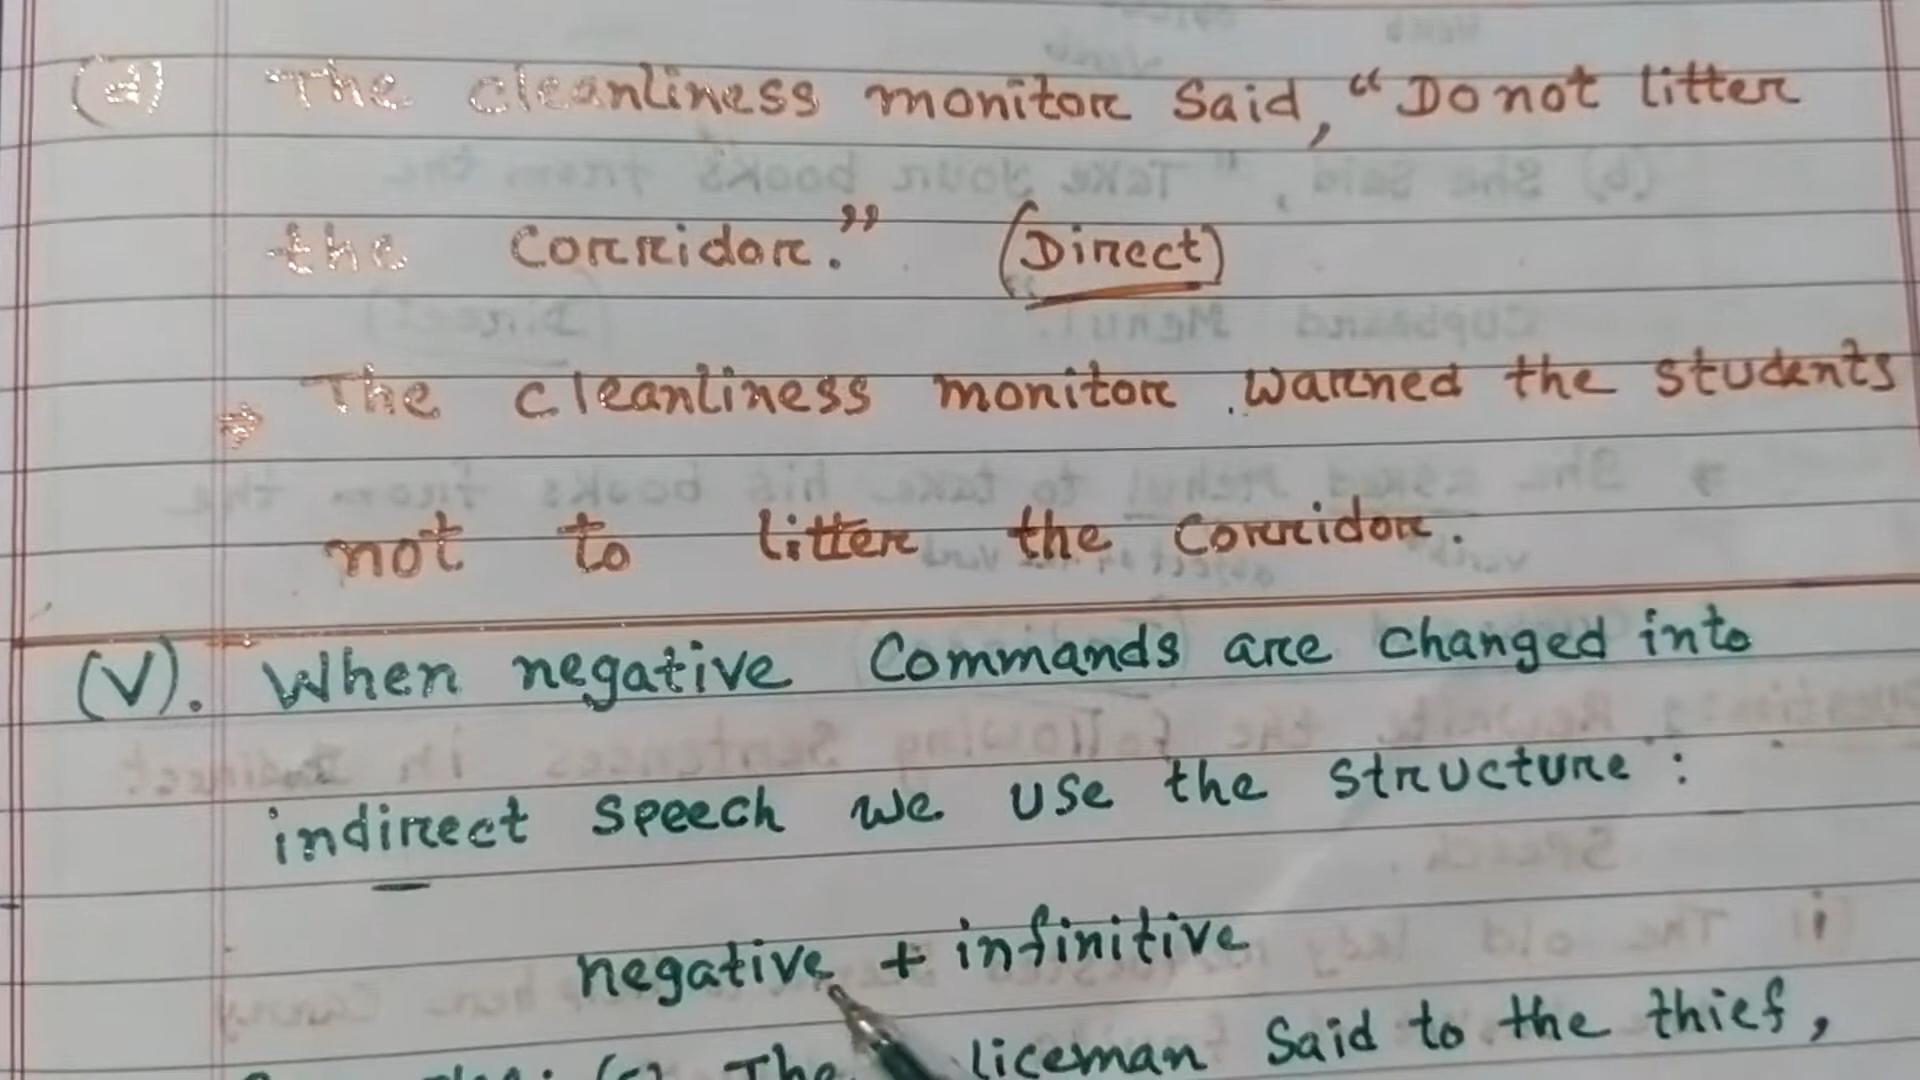 (d) The cleanliness monitor Said, “Do not litter
the Corridor.” (Direct)
⇒ The cleanliness monitor warned the students
not to litter the Corridor.
(V). When negative Commands are changed into
indirect speech we use the structure :
negative + infinitive
The liceman Said to the thief,